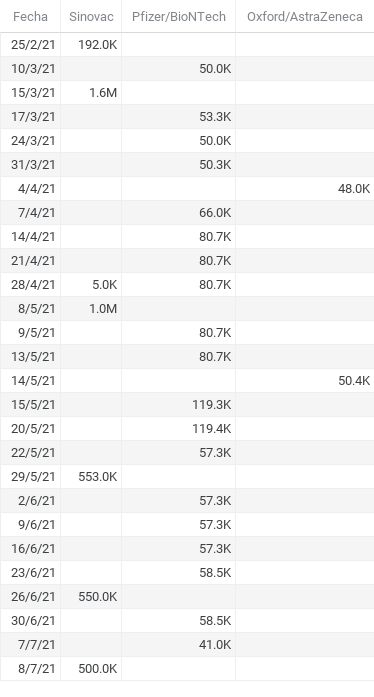 Fecha Sinovac Pfizer/BioNTech Oxford/AstraZeneca
25/2/21 192.0K
10/3/21 50.0K
15/3/21 1.6M
17/3/21 53.3K
24/3/21 50.0K
31/3/21 50.3K
4/4/21 48.0K
7/4/21 66.0K
14/4/21 80.7K
21/4/21 80.7K
28/4/21 5.0K 80.7K
8/5/21 1.0M
9/5/21 80.7K
13/5/21 80.7K
14/5/21 50.4K
15/5/21 119.3K
20/5/21 119.4K
22/5/21 57.3K
29/5/21 553.0K
2/6/21 57.3K
9/6/21 57.3K
16/6/21 57.3K
23/6/21 58.5K
26/6/21 550.0K
30/6/21 58.5K
7/7/21 41.0K
8/7/21 500.0K